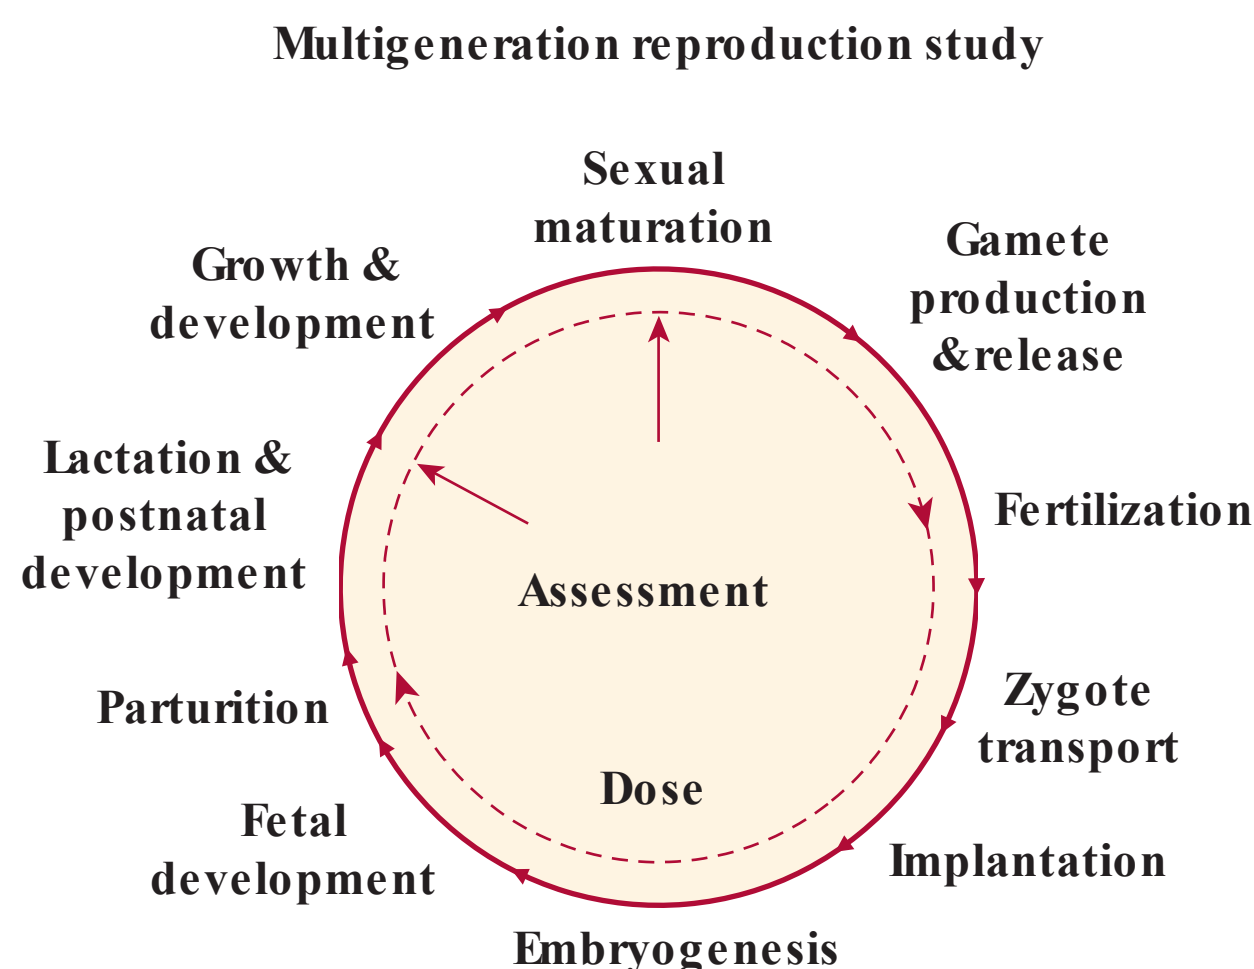 Multigeneration reproduction study
Sexual
maturation
Gamete
production
&release
Fertilization
Zygote
transport
Implantation
Embryogenesis
Fetal
development
Parturition
Lactation &
postnatal
development
Growth &
development
Assessment
Dose